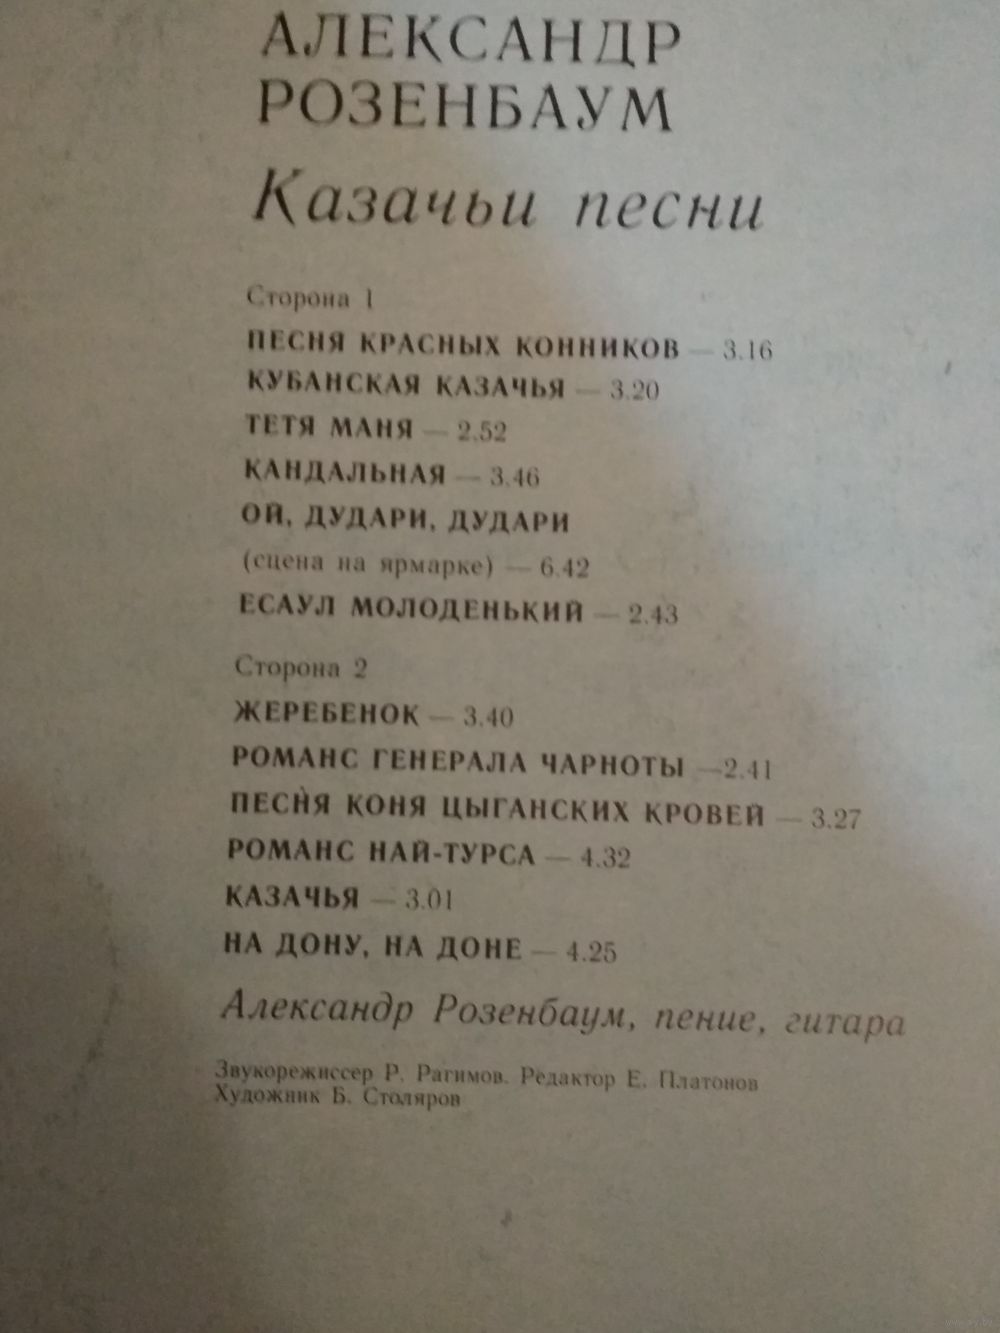 АЛЕКСАНДР
РОЗЕНБАУМ
Казачьи песни
Сторона 1
ПЕСНЯ КРАСНЫХ КОННИКОВ — 3.16
КУБАНСКАЯ КАЗАЧЬЯ — 3.20
ТЕТЯ МАНЯ — 2.52
КАНДАЛЬНАЯ — 3.46
ОЙ, ДУДАРИ, ДУДАРИ
(сцена на ярмарке) — 6.42
ЕСАУЛ МОЛОДЕНЬКИЙ — 2.43
Сторона 2
ЖЕРЕБЕНОК — 3.40
РОМАНС ГЕНЕРАЛА ЧАРНОТЫ —2.41
ПЕСНЯ КОНЯ ЦЫГАНСКИХ КРОВЕЙ — 3.27
РОМАНС НАЙ-ТУРСА — 4.32
КАЗАЧЬЯ — 3.01
НА ДОНУ, НА ДОНЕ — 4.25
Александр Розенбаум, пение, гитара
Звукорежиссер Р. Рагимов. Редактор Е. Платонов
Художник Б. Столяров